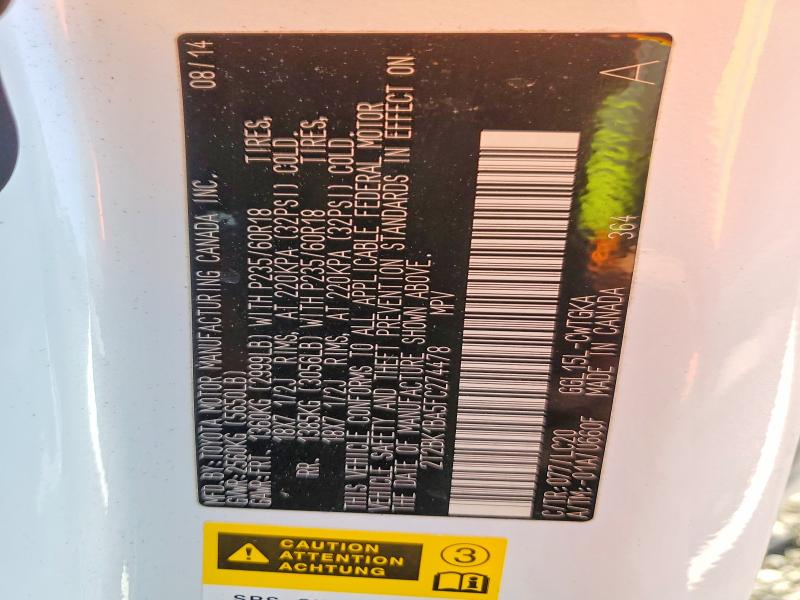 MFD. BY: TOYOTA MOTOR MANUFACTURING CANADA INC. 08/14
GVWR: 2560KG (5650LB)
GAWR: FRT. 1360KG (2999LB) WITH P235/60R18 TIRES,
18X7 1/2J RIMS, AT 220KPA (32PSI) COLD.
RR. 1385KG (3056LB) WITH P235/60R18 TIRES,
18X7 1/2J RIMS, AT 220KPA (32PSI) COLD.
THIS VEHICLE CONFORMS TO ALL APPLICABLE FEDERAL MOTOR
VEHICLE SAFETY AND THEFT PREVENTION STANDARDS IN EFFECT ON
THE DATE OF MANUFACTURE SHOWN ABOVE.
2T2BK1BA5FC274478 MPV
C/TR: 077/LC20 GGL15L-CWTGKA 364
A/TM: -01A/U660F MADE IN CANADA A
CAUTION
ATTENTION
ACHTUNG
3